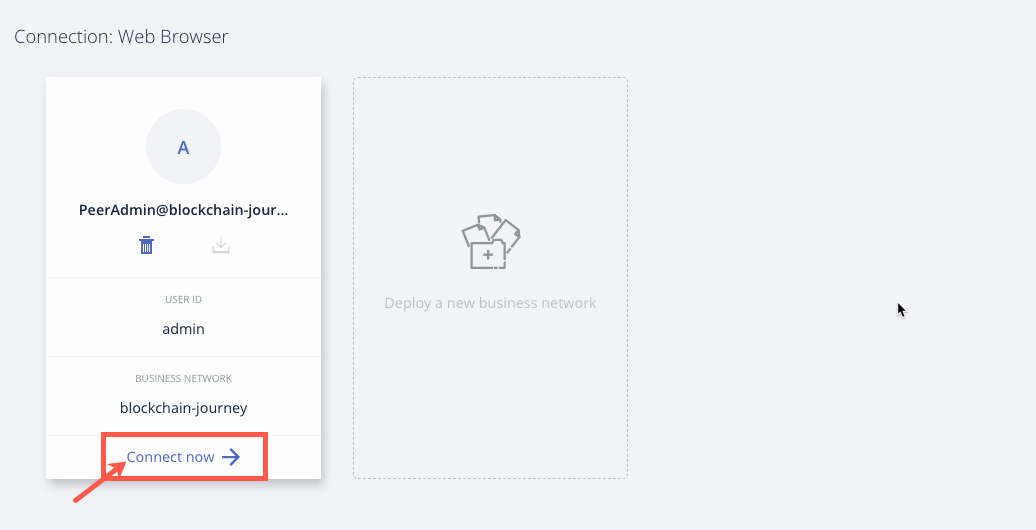 Connection: Web Browser
A
PeerAdmin@blockchain-jour...
USER ID
admin
BUSINESS NETWORK
blockchain-journey
Connect now
Deploy a new business network